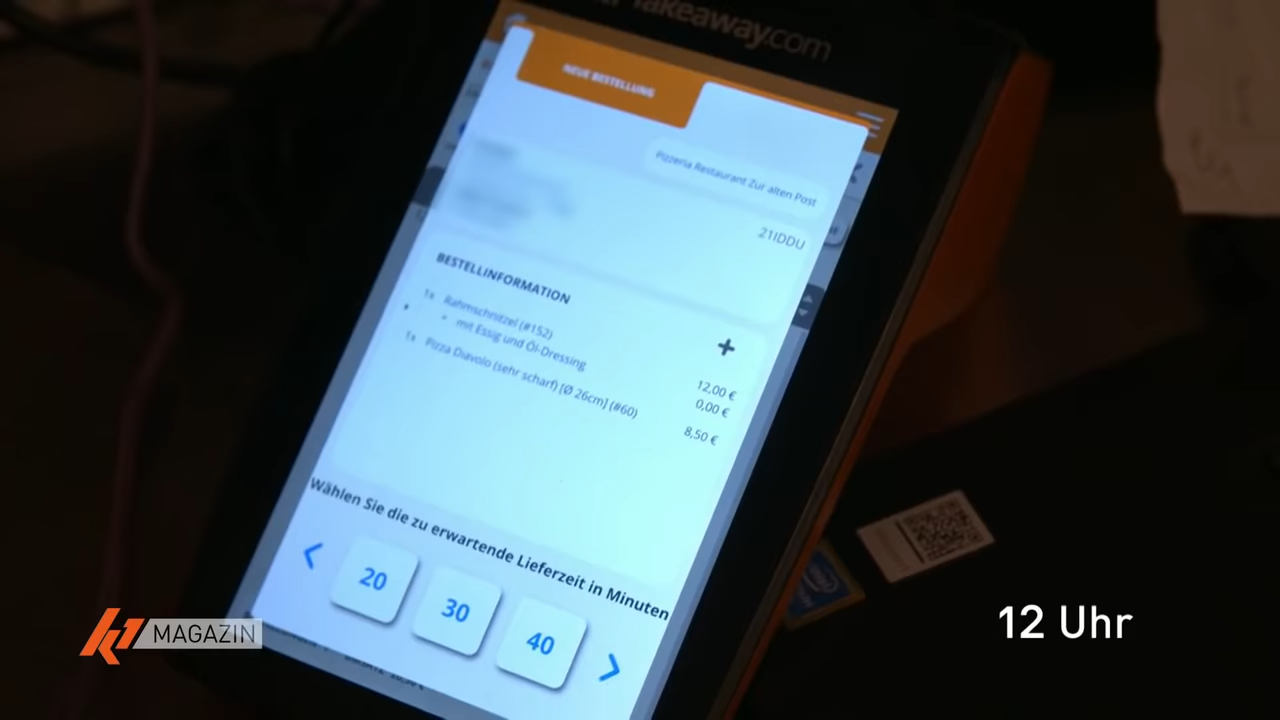 Takeaway.com
NEUE BESTELLUNG
Pizzeria Restaurant Zur alten Post
21IDDU
BESTELLINFORMATION
1x Rahmschnitzel (#152)
mit Essig und Öl-Dressing
1x Pizza Diavolo (sehr scharf) [Ø 26cm] (#60)
12,00 €
0,00 €
8,50 €
Wählen Sie die zu erwartende Lieferzeit in Minuten
20
30
40
intel
K1 MAGAZIN
12 Uhr